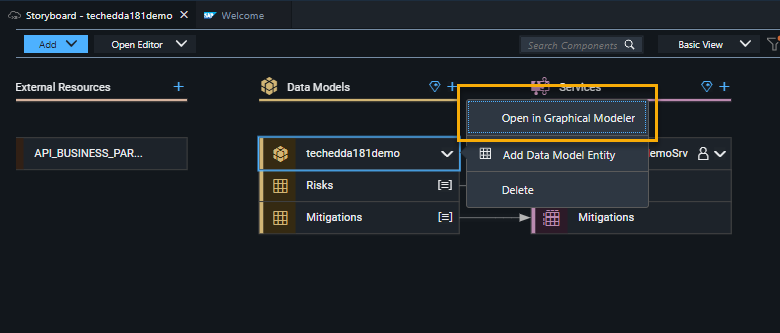 Storyboard - techedda181demo
SAP Welcome
Add Open Editor Search Components Basic View
External Resources Data Models Services
Open in Graphical Modeler
API_BUSINESS_PAR... techedda181demo Add Data Model Entity emoSrv
Risks Delete
Mitigations Mitigations